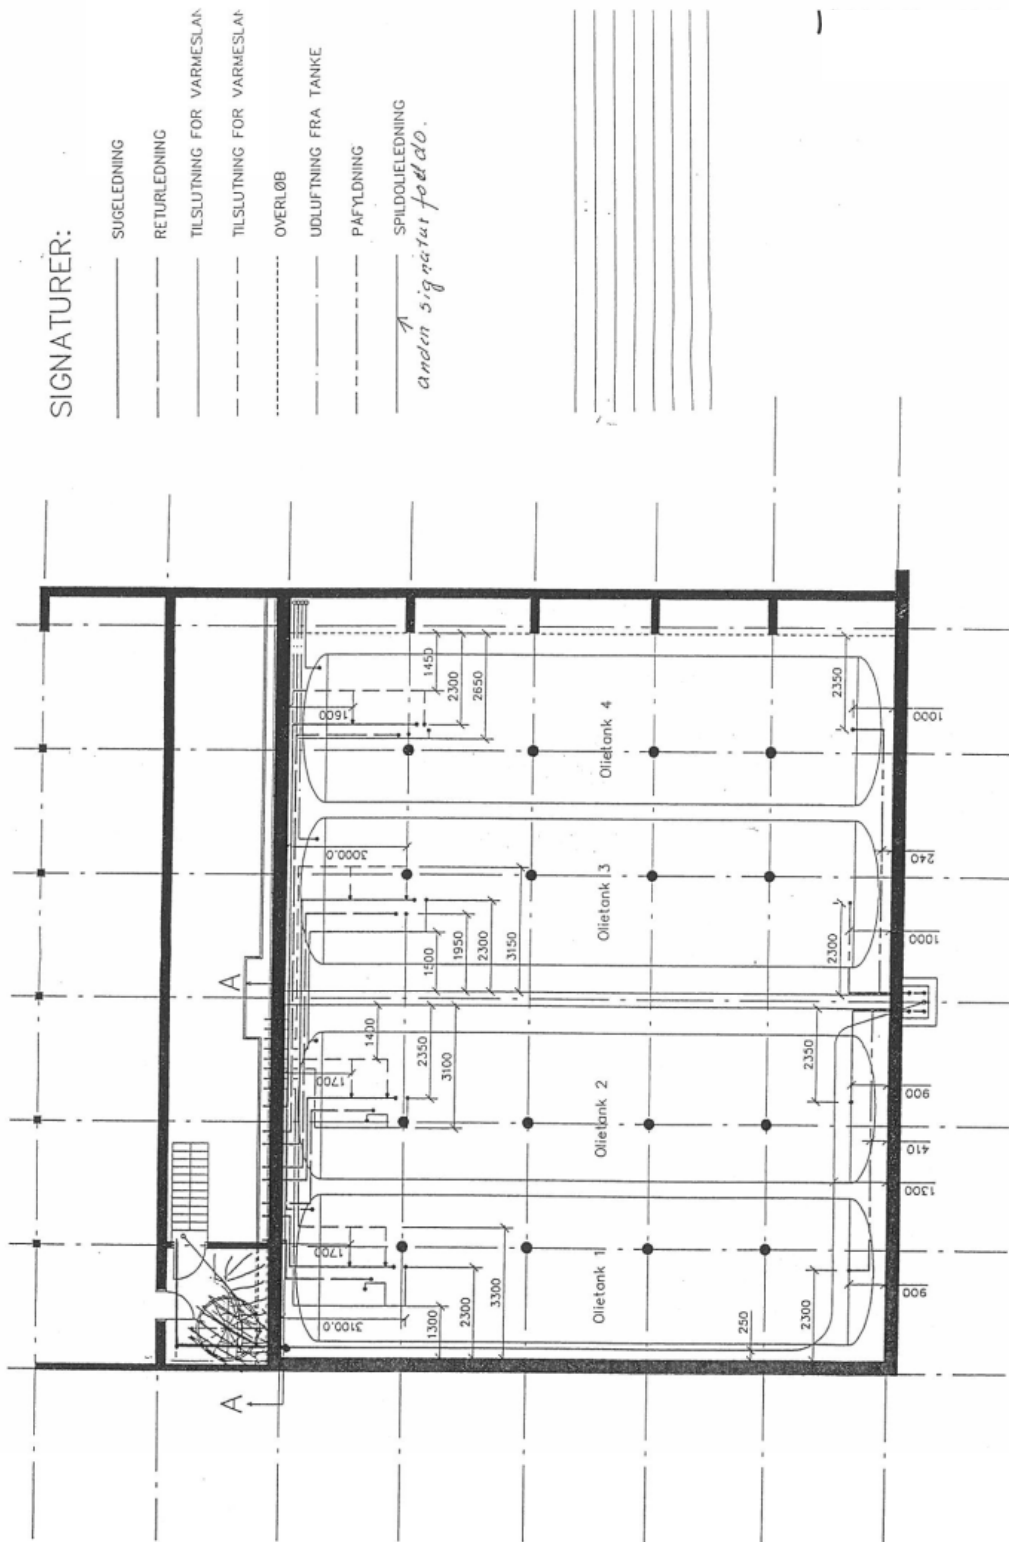 SIGNATURER:
SUGELEDNING
RETURLEDNING
TILSLUTNING FOR VARMESLAN
TILSLUTNING FOR VARMESLAN
OVERLØB
UDLUFTNING FRA TANKE
PÅFYLDNING
SPILDOLIELEDNING
anden signatur
A
A
Olietank 4
1450
2300
2650
1600
2350
1000
Olietank 3
3000.0
1500
1950
2300
3150
2300
240
1000
Olietank 2
1400
2350
3100
1700
2350
900
410
1300
Olietank 1
1700
3100.0
1300
2300
3300
250
2300
900